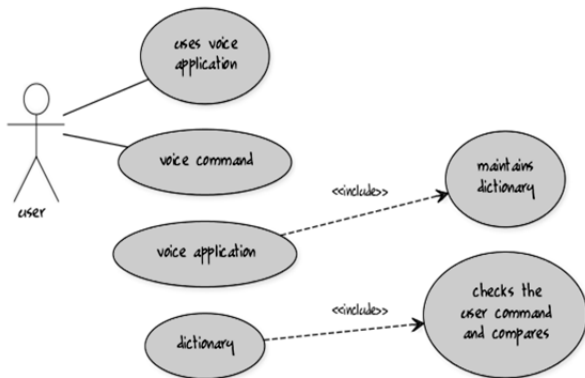 uses voice
application
voice command
user
<<include>>
maintains
dictionary
voice application
<<include>>
checks the
user command
and compares
dictionary